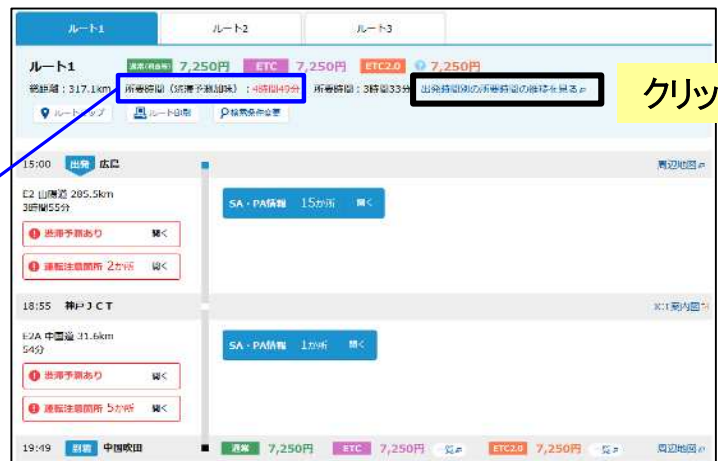 ルート1 ルート2 ルート3
ルート1 通常(現金等) 7,250円 ETC 7,250円 ETC2.0 7,250円
総距離：317.1km 所要時間（渋滞予測加味）：4時間49分 所要時間：3時間33分 出発時間別の所要時間の推移を見る
クリッ
ルートマップ ルート印刷 検索条件変更
15:00 出発 広島 周辺地図
E2 山陽道 285.5km
3時間55分
SA・PA情報 15か所 開く
渋滞予測あり 開く
運転注意箇所 2か所 開く
18:55 神戸ＪＣＴ JCT案内図
E2A 中国道 31.6km
54分
SA・PA情報 1か所 開く
渋滞予測あり 開く
運転注意箇所 5か所 開く
19:49 到着 中国吹田 通常 7,250円 ETC 7,250円 一覧 ETC2.0 7,250円 一覧 周辺地図